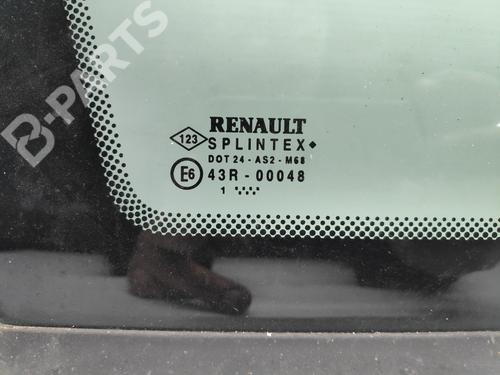 B-PARTS
RENAULT
123 SPLINTEX
DOT 24 - AS2 - M68
E6 43R - 00048
1